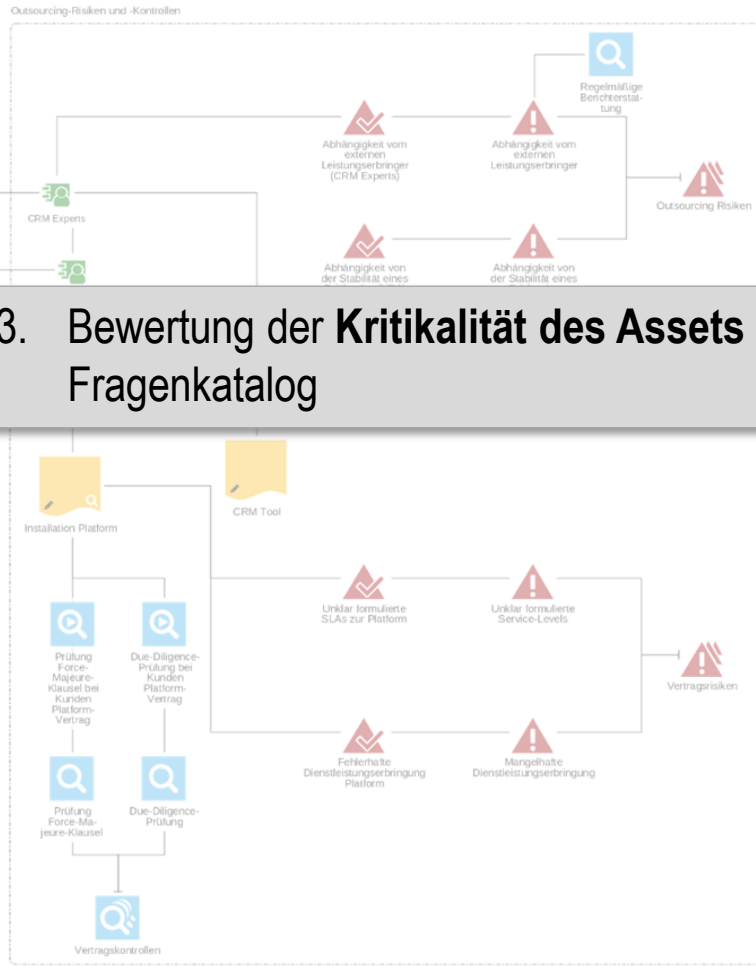 Outsourcing-Risiken und -Kontrollen
Regelmäßige
Berichterstat-
tung
Abhängigkeit vom
externen
Leistungserbringer
(CRM Experts)
Abhängigkeit vom
externen
Leistungserbringer
Outsourcing Risiken
CRM Experts
Abhängigkeit von
der Stabilität eines
Abhängigkeit von
der Stabilität eines
3. Bewertung der Kritikalität des Assets
Fragenkatalog
Installation Platform
CRM Tool
Unklar formulierte
SLAs zur Platform
Unklar formulierte
Service-Levels
Prüfung
Force-
Majeure-
Klausel bei
Kunden
Platform-
Vertrag
Due-Diligence-
Prüfung bei
Kunden
Platform-
Vertrag
Vertragsrisiken
Fehlerhafte
Dienstleistungserbringung
Platform
Mangelhafte
Dienstleistungserbringung
Prüfung
Force-Ma-
jeure-Klausel
Due-Diligence-
Prüfung
Vertragskontrollen